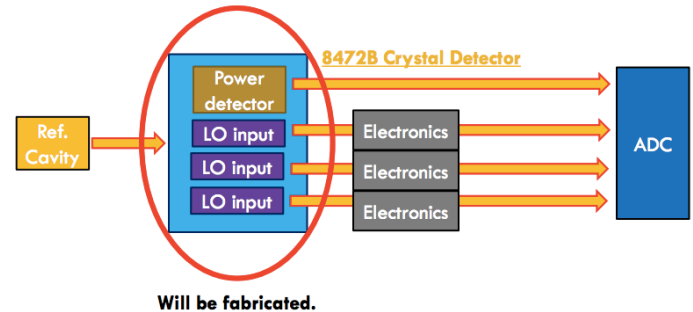 8472B Crystal Detector
Power
detector
Ref.
Cavity
LO input
LO input
LO input
Electronics
Electronics
Electronics
ADC
Will be fabricated.